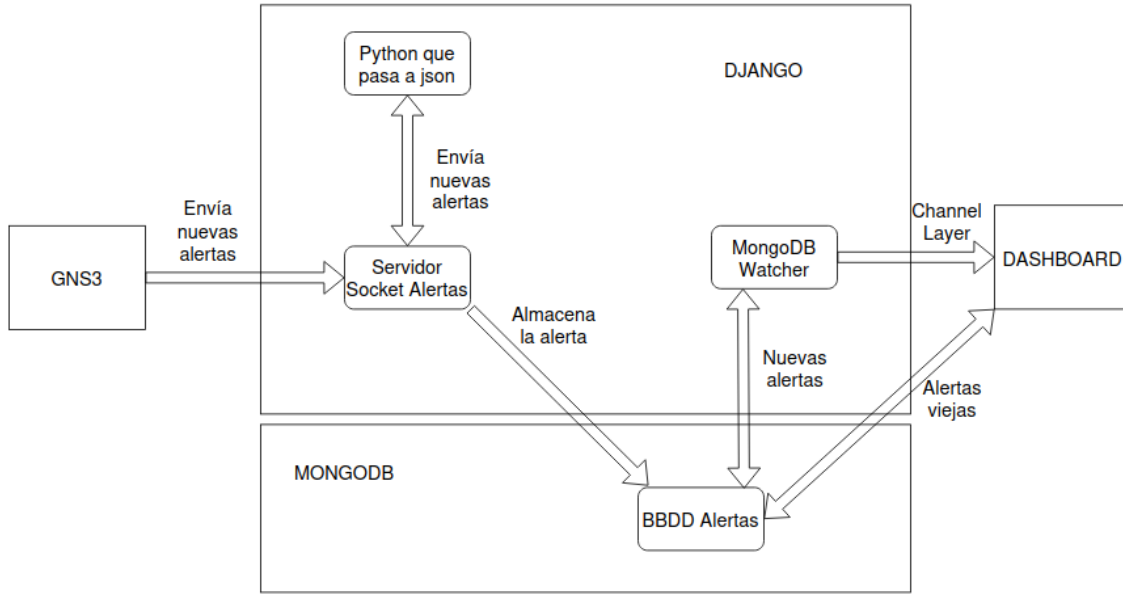 Python que
pasa a json
DJANGO
Envía
nuevas
alertas
Envía
nuevas
alertas
Channel
Layer
GNS3
Servidor
Socket Alertas
MongoDB
Watcher
DASHBOARD
Almacena
la alerta
Nuevas
alertas
Alertas
viejas
MONGODB
BBDD Alertas